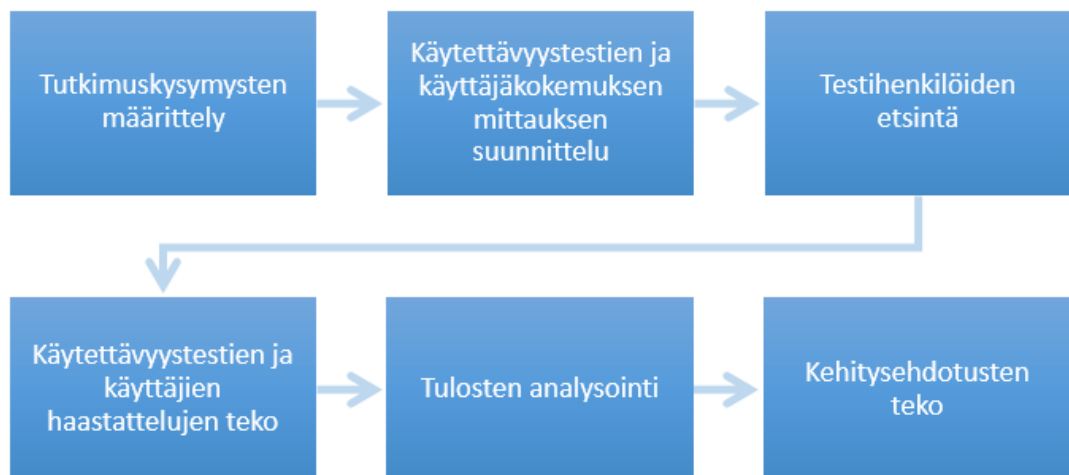 Tutkimuskysymysten
määrittely
Käytettävyystestien ja
käyttäjäkokemuksen
mittauksen
suunnittelu
Testihenkilöiden
etsintä
Käytettävyystestien ja
käyttäjien
haastattelujen teko
Tulosten analysointi
Kehitysehdotusten
teko